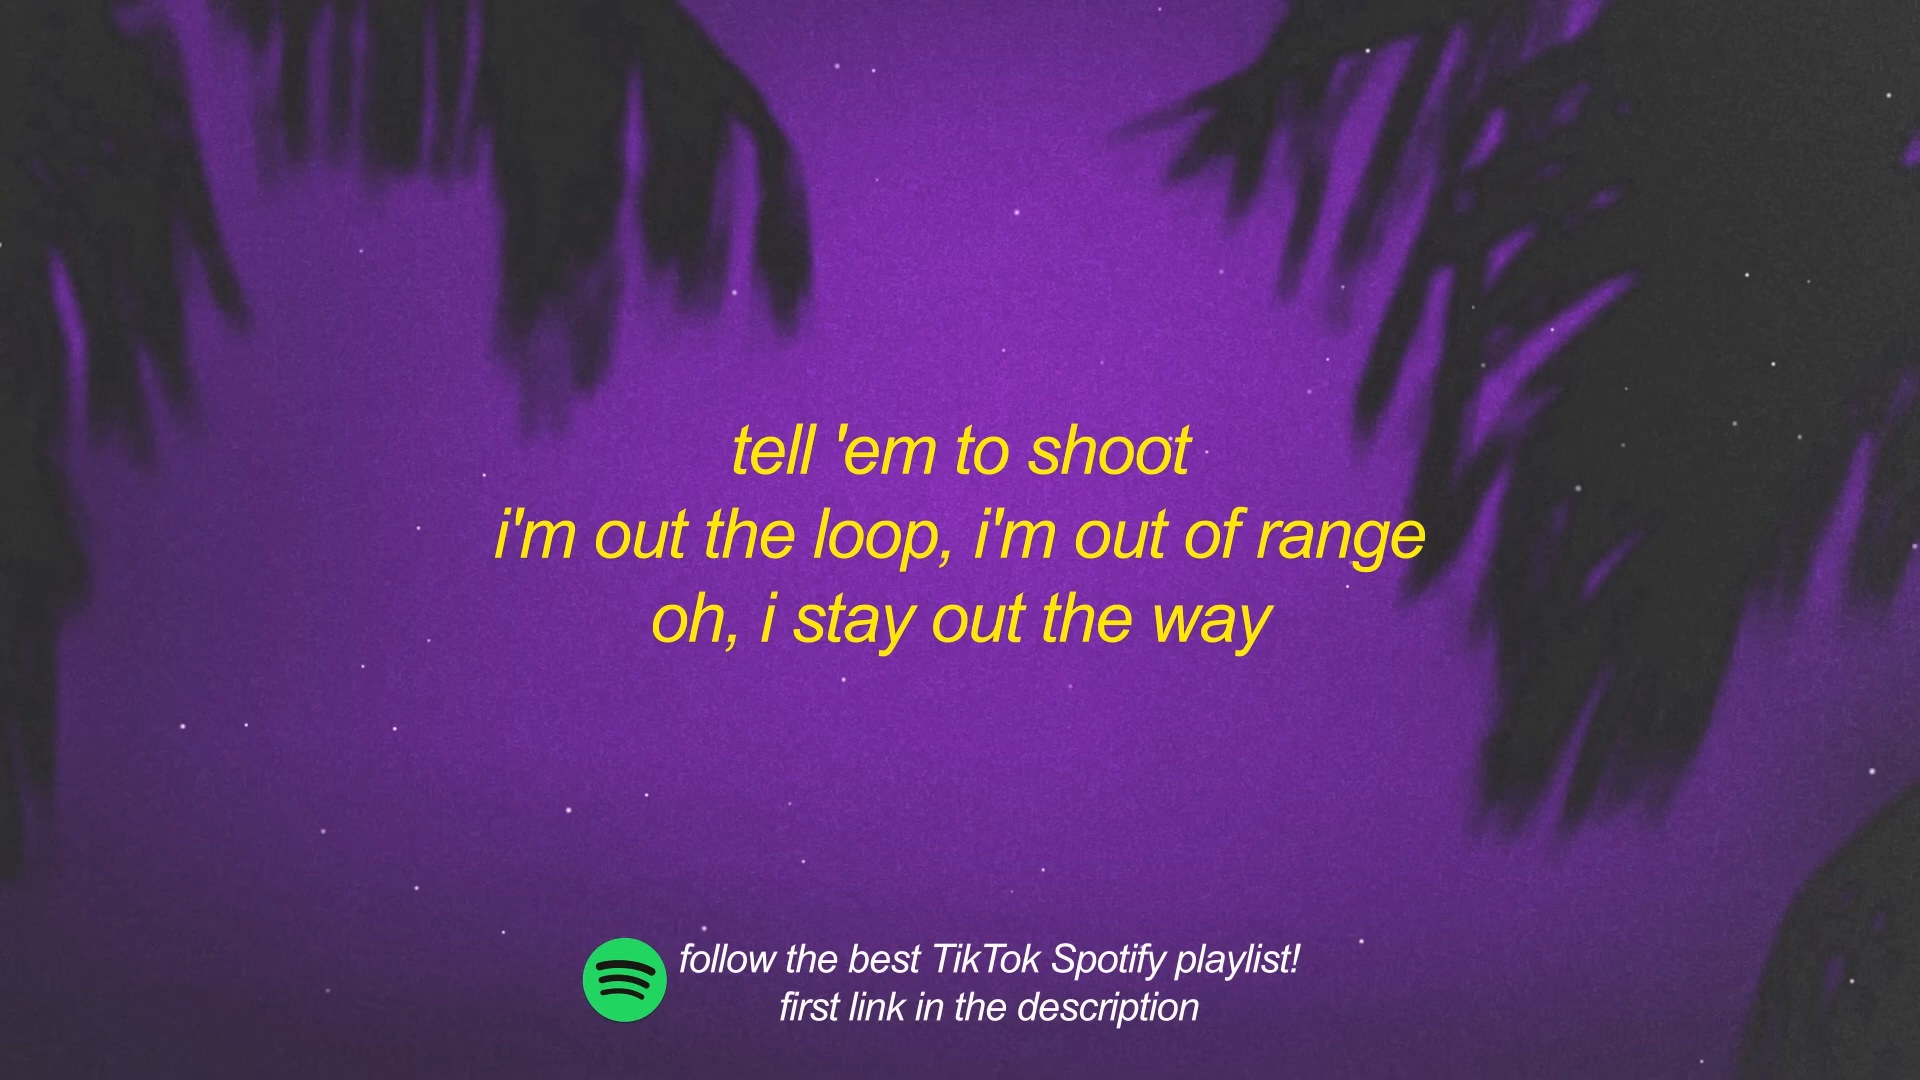 tell 'em to shoot
i'm out the loop, i'm out of range
oh, i stay out the way
follow the best TikTok Spotify playlist!
first link in the description